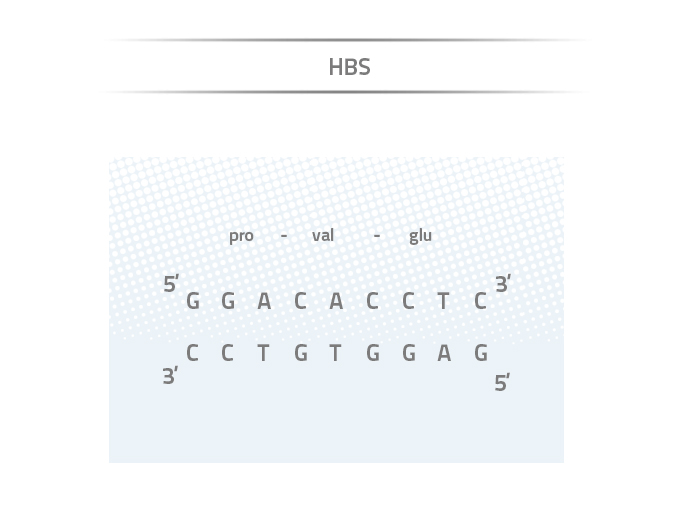 HBS
pro - val - glu
5′ G G A C A C C T C 3′
C C T G T G G A G
3′ 5′